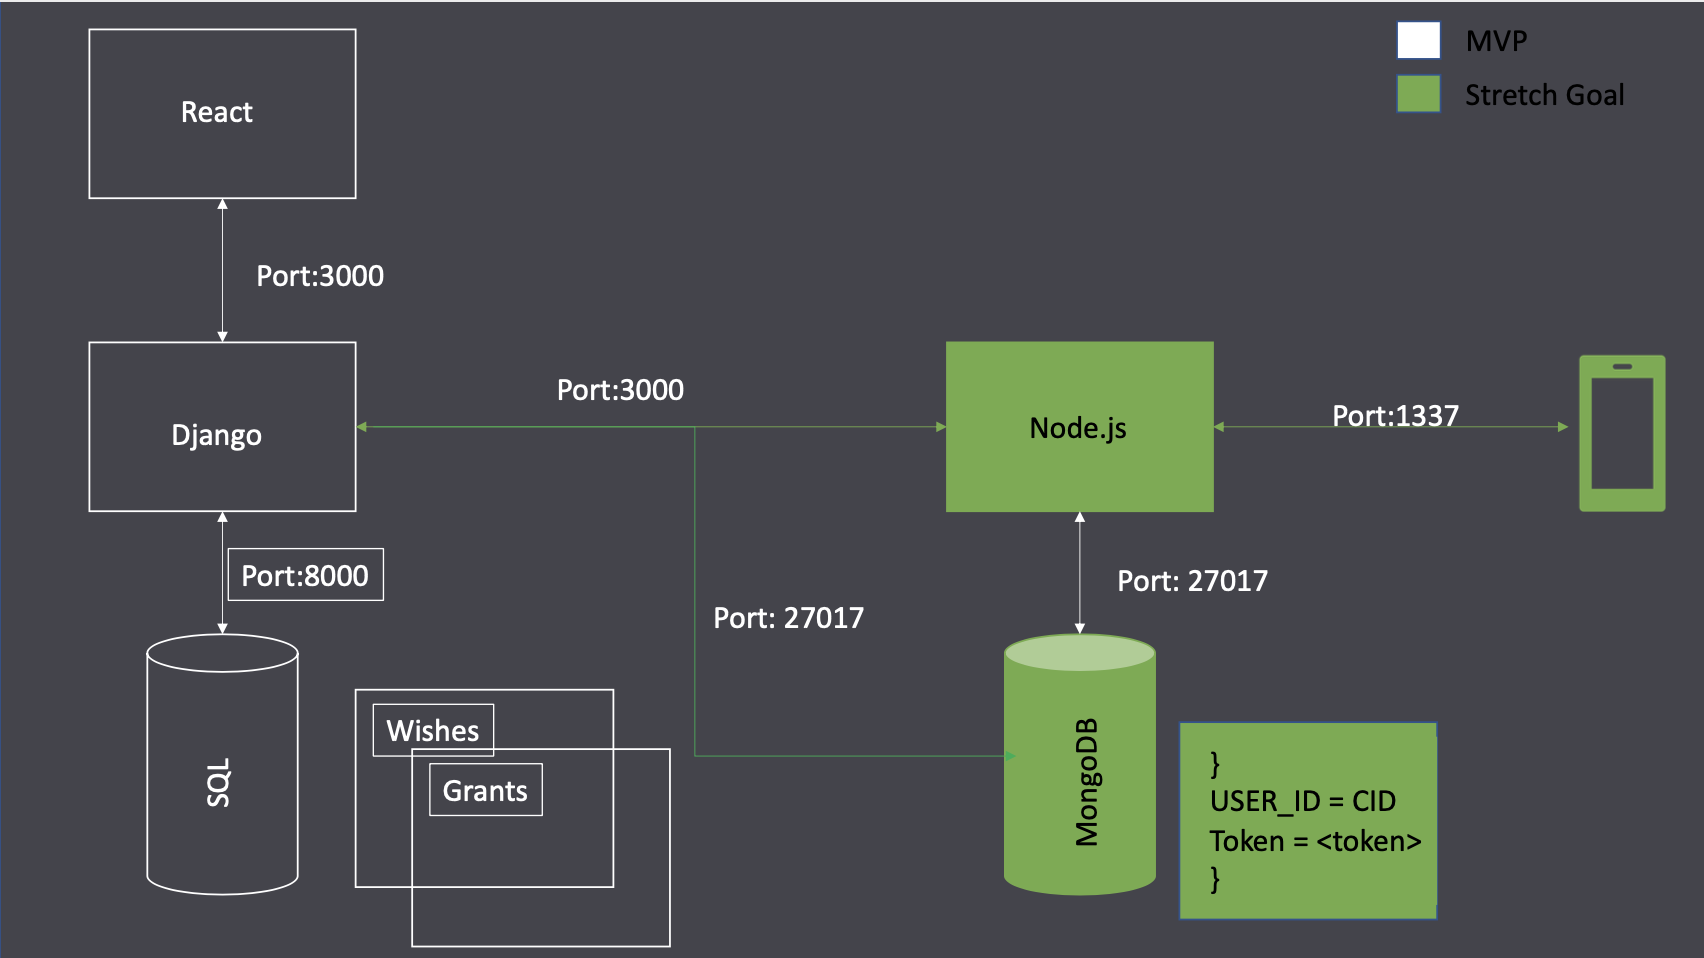 MVP
Stretch Goal
React
Port:3000
Django
Port:3000
Node.js
Port:1337
Port:8000
Port: 27017
Port: 27017
SQL
Wishes
Grants
MongoDB
}
USER_ID = CID
Token = <token>
}